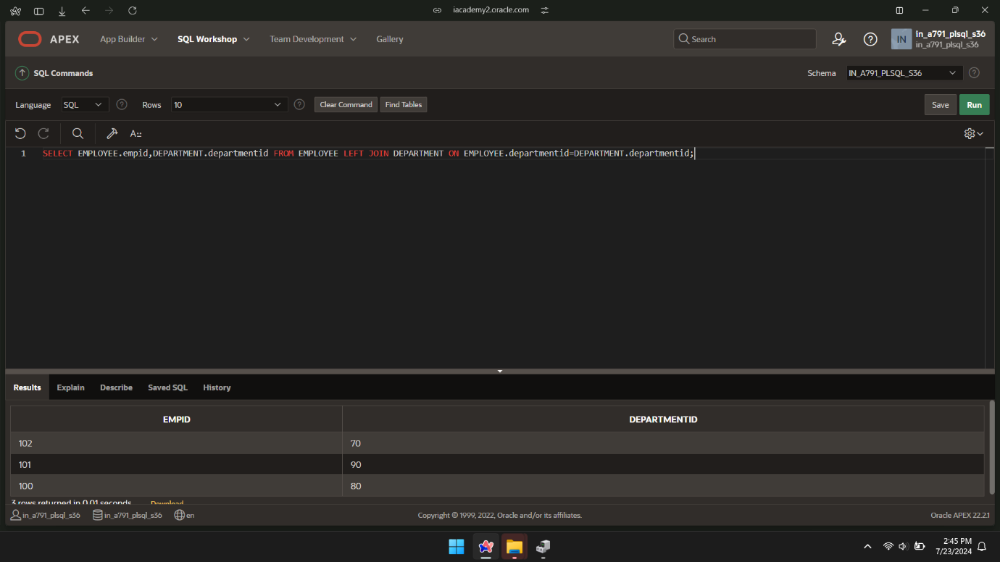 iacademy2.oracle.com
APEX App Builder SQL Workshop Team Development Gallery Search IN in_a791_plsql_s36
in_a791_plsql_s36
SQL Commands Schema IN_A791_PLSQL_S36
Language SQL Rows 10 Clear Command Find Tables Save Run
A::
1 SELECT EMPLOYEE.empid,DEPARTMENT.departmentid FROM EMPLOYEE LEFT JOIN DEPARTMENT ON EMPLOYEE.departmentid=DEPARTMENT.departmentid;
Results Explain Describe Saved SQL History
EMPID DEPARTMENTID
102 70
101 90
100 80
3 rows returned in 0.01 seconds Download
in_a791_plsql_s36 in_a791_plsql_s36 en Copyright © 1999, 2022, Oracle and/or its affiliates. Oracle APEX 22.2.1
2:45 PM
7/23/2024